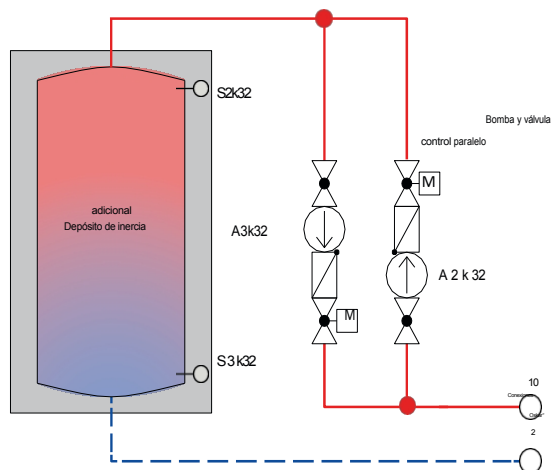 S2k32
Bomba y válvula
control paralelo
M
adicional
Depósito de inercia
A3k32
A 2 k 32
M
S3k32
10
2